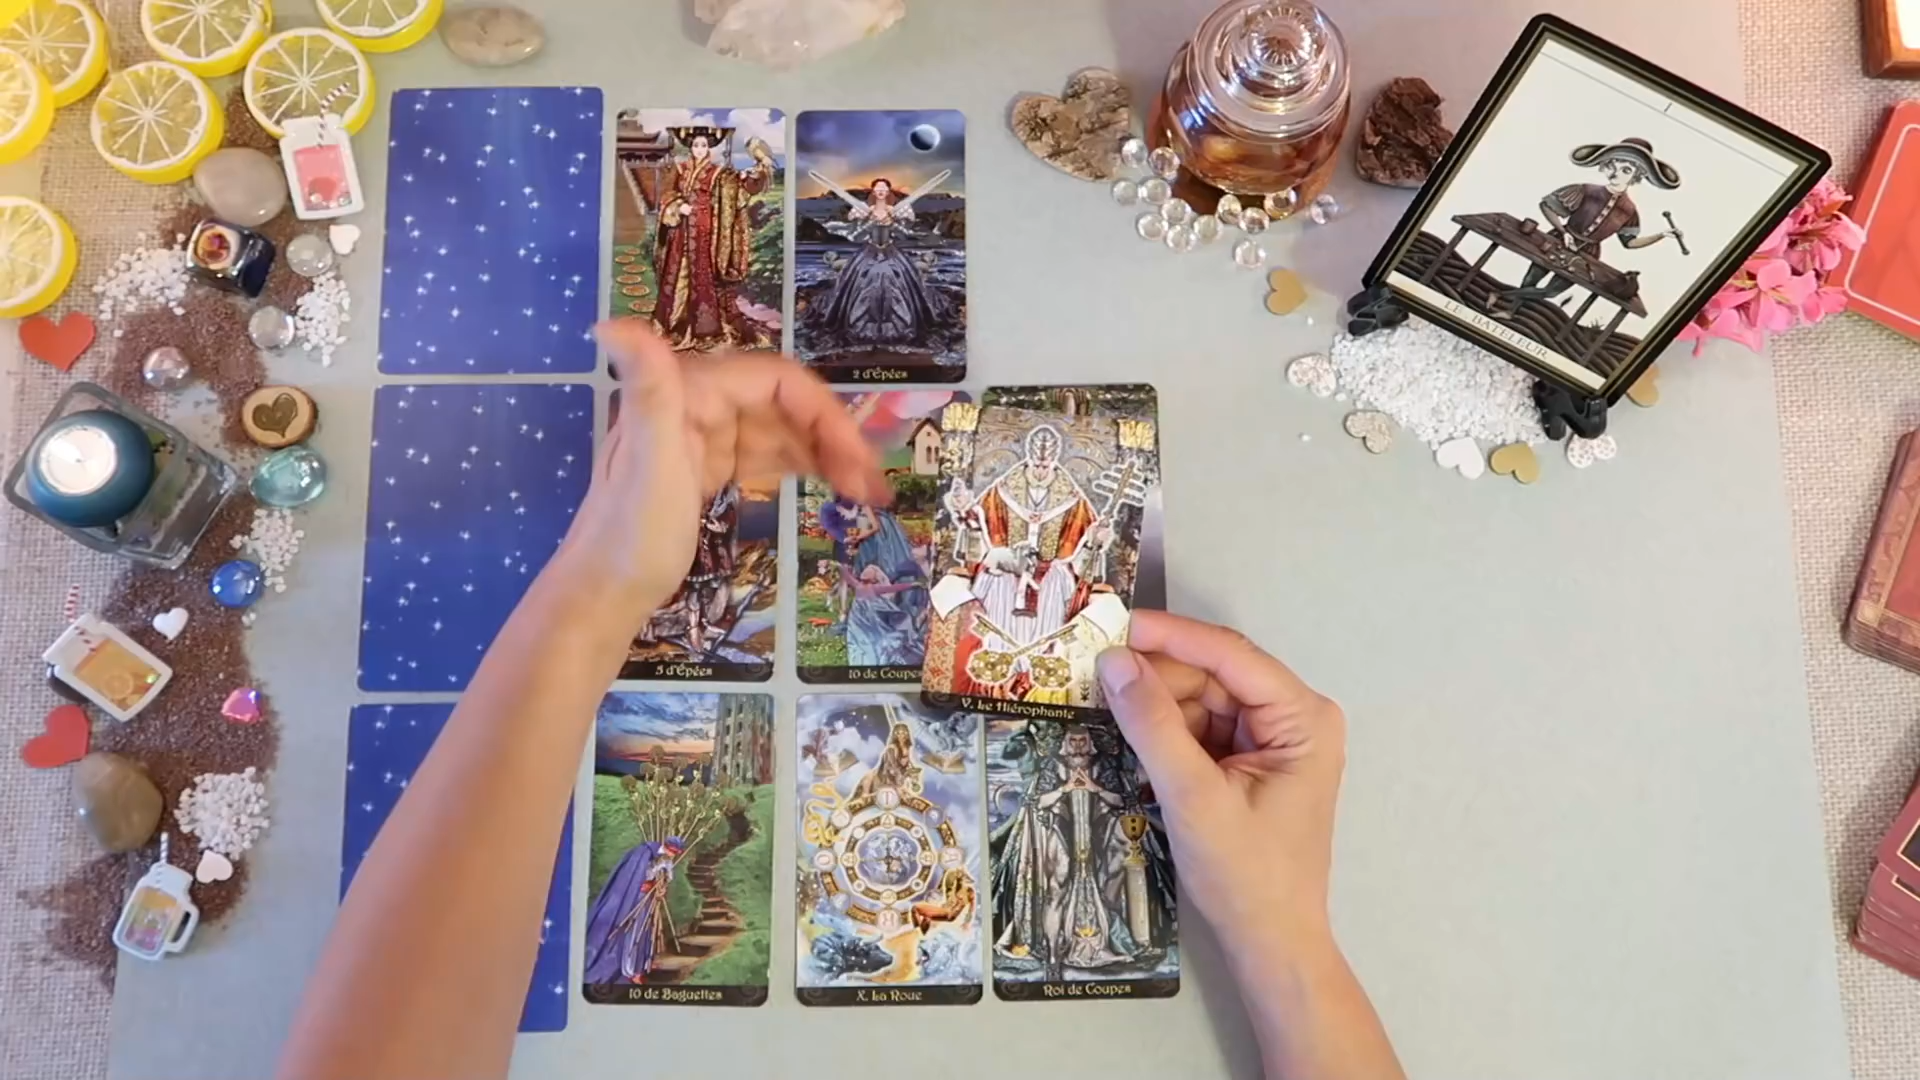 I
LE BATELEUR
2 d'Épées
5 d'Épées
10 de Coupes
V. Le Hiérophante
10 de Baguettes
X. La Roue
Roi de Coupes